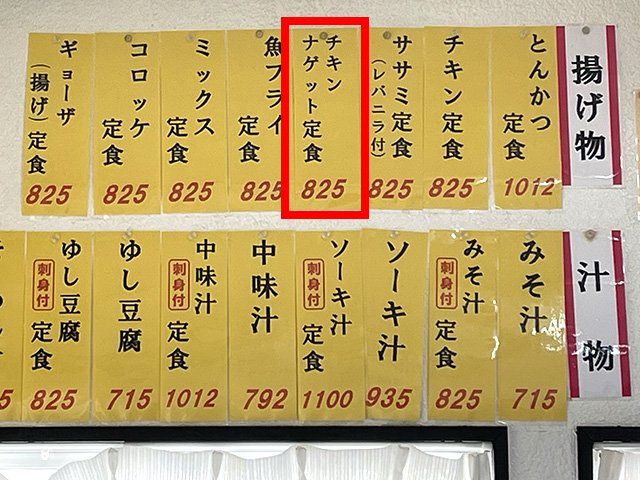 揚げ物
とんかつ
定食
1012
チキン定食
825
ササミ定食
(レバニラ付)
825
チキン
ナゲット定食
825
魚フライ
定食
825
ミックス
定食
825
コロッケ
定食
825
ギョーザ
(揚げ)定食
825
汁物
みそ汁
715
みそ汁
刺身付
定食
825
ソーキ汁
935
ソーキ汁
刺身付
定食
1100
中味汁
792
中味汁
刺身付
定食
1012
ゆし豆腐
715
ゆし豆腐
刺身付
定食
825